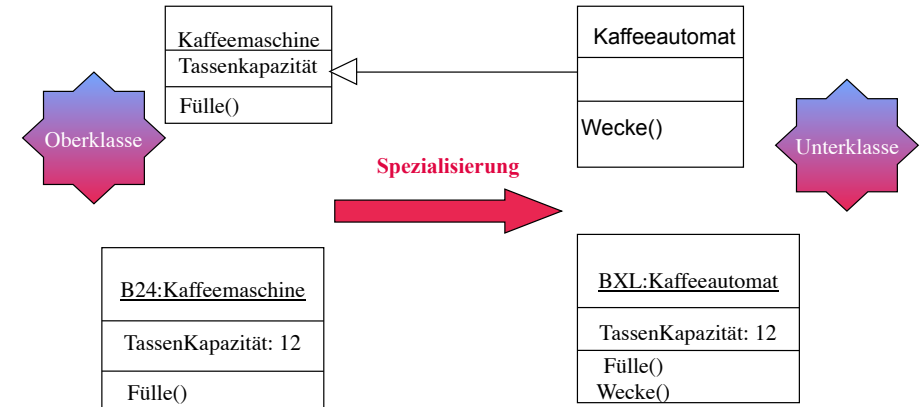 Kaffeemaschine
Tassenkapazität
Fülle()
Kaffeeautomat
Wecke()
Oberklasse
Unterklasse
Spezialisierung
B24:Kaffeemaschine
TassenKapazität: 12
Fülle()
BXL:Kaffeeautomat
TassenKapazität: 12
Fülle()
Wecke()